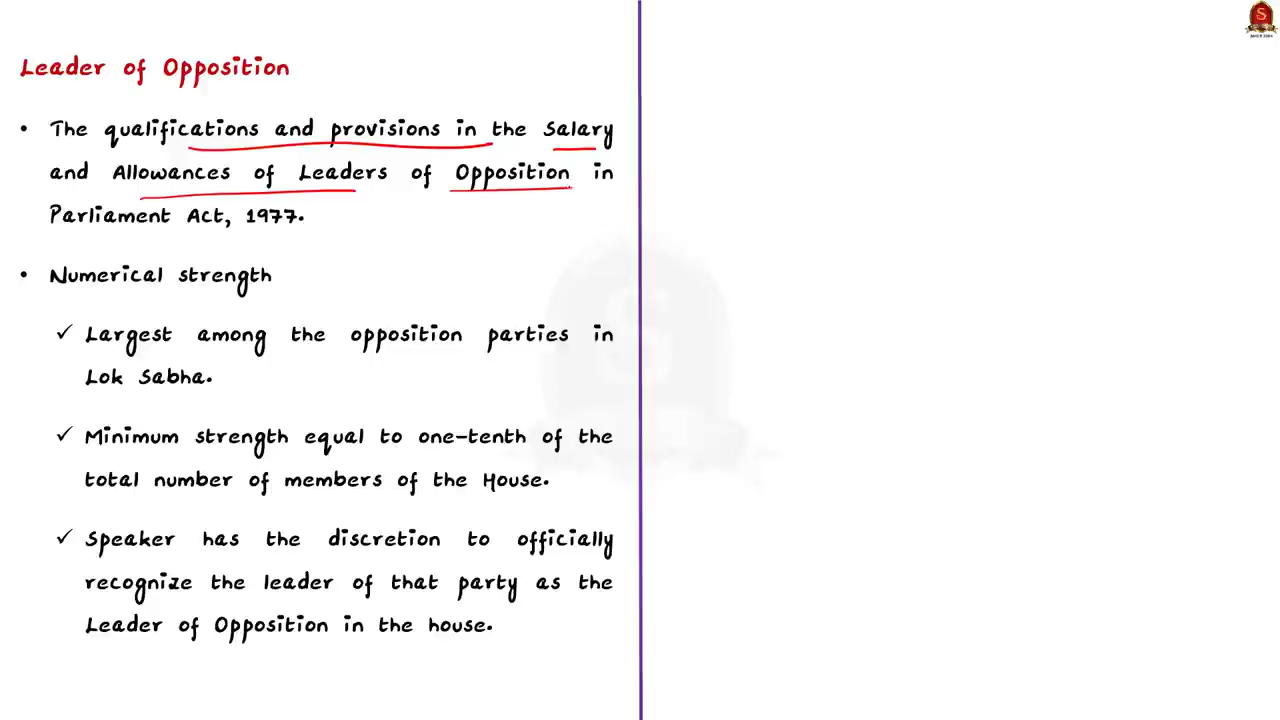 Leader of Opposition
• The qualifications and provisions in the Salary
and Allowances of Leaders of Opposition in
Parliament Act, 1977.
• Numerical strength
✓ Largest among the opposition parties in
Lok Sabha.
✓ Minimum strength equal to one-tenth of the
total number of members of the House.
✓ Speaker has the discretion to officially
recognize the leader of that party as the
Leader of Opposition in the house.
S
S